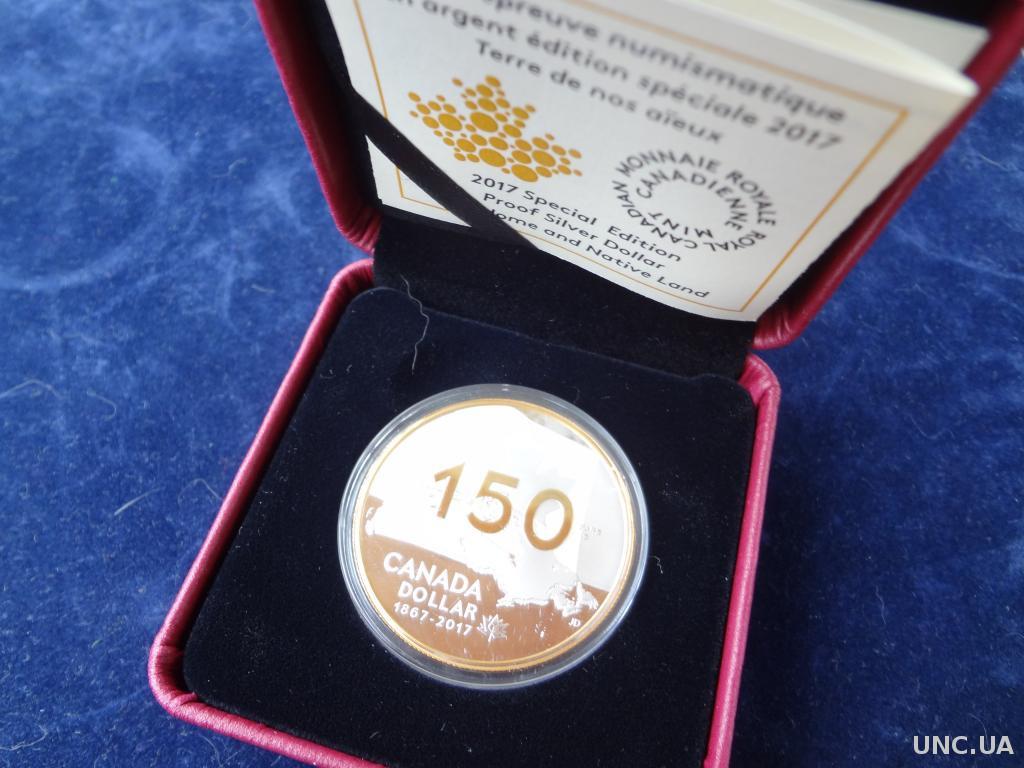 épreuve numismatique
en argent édition spéciale 2017
Terre de nos aïeux
MONNAIE ROYALE CANADIENNE
ROYAL CANADIAN MINT
2017 Special Edition
Proof Silver Dollar
Home and Native Land
150
CANADA
DOLLAR
1867-2017
JD
UNC.UA